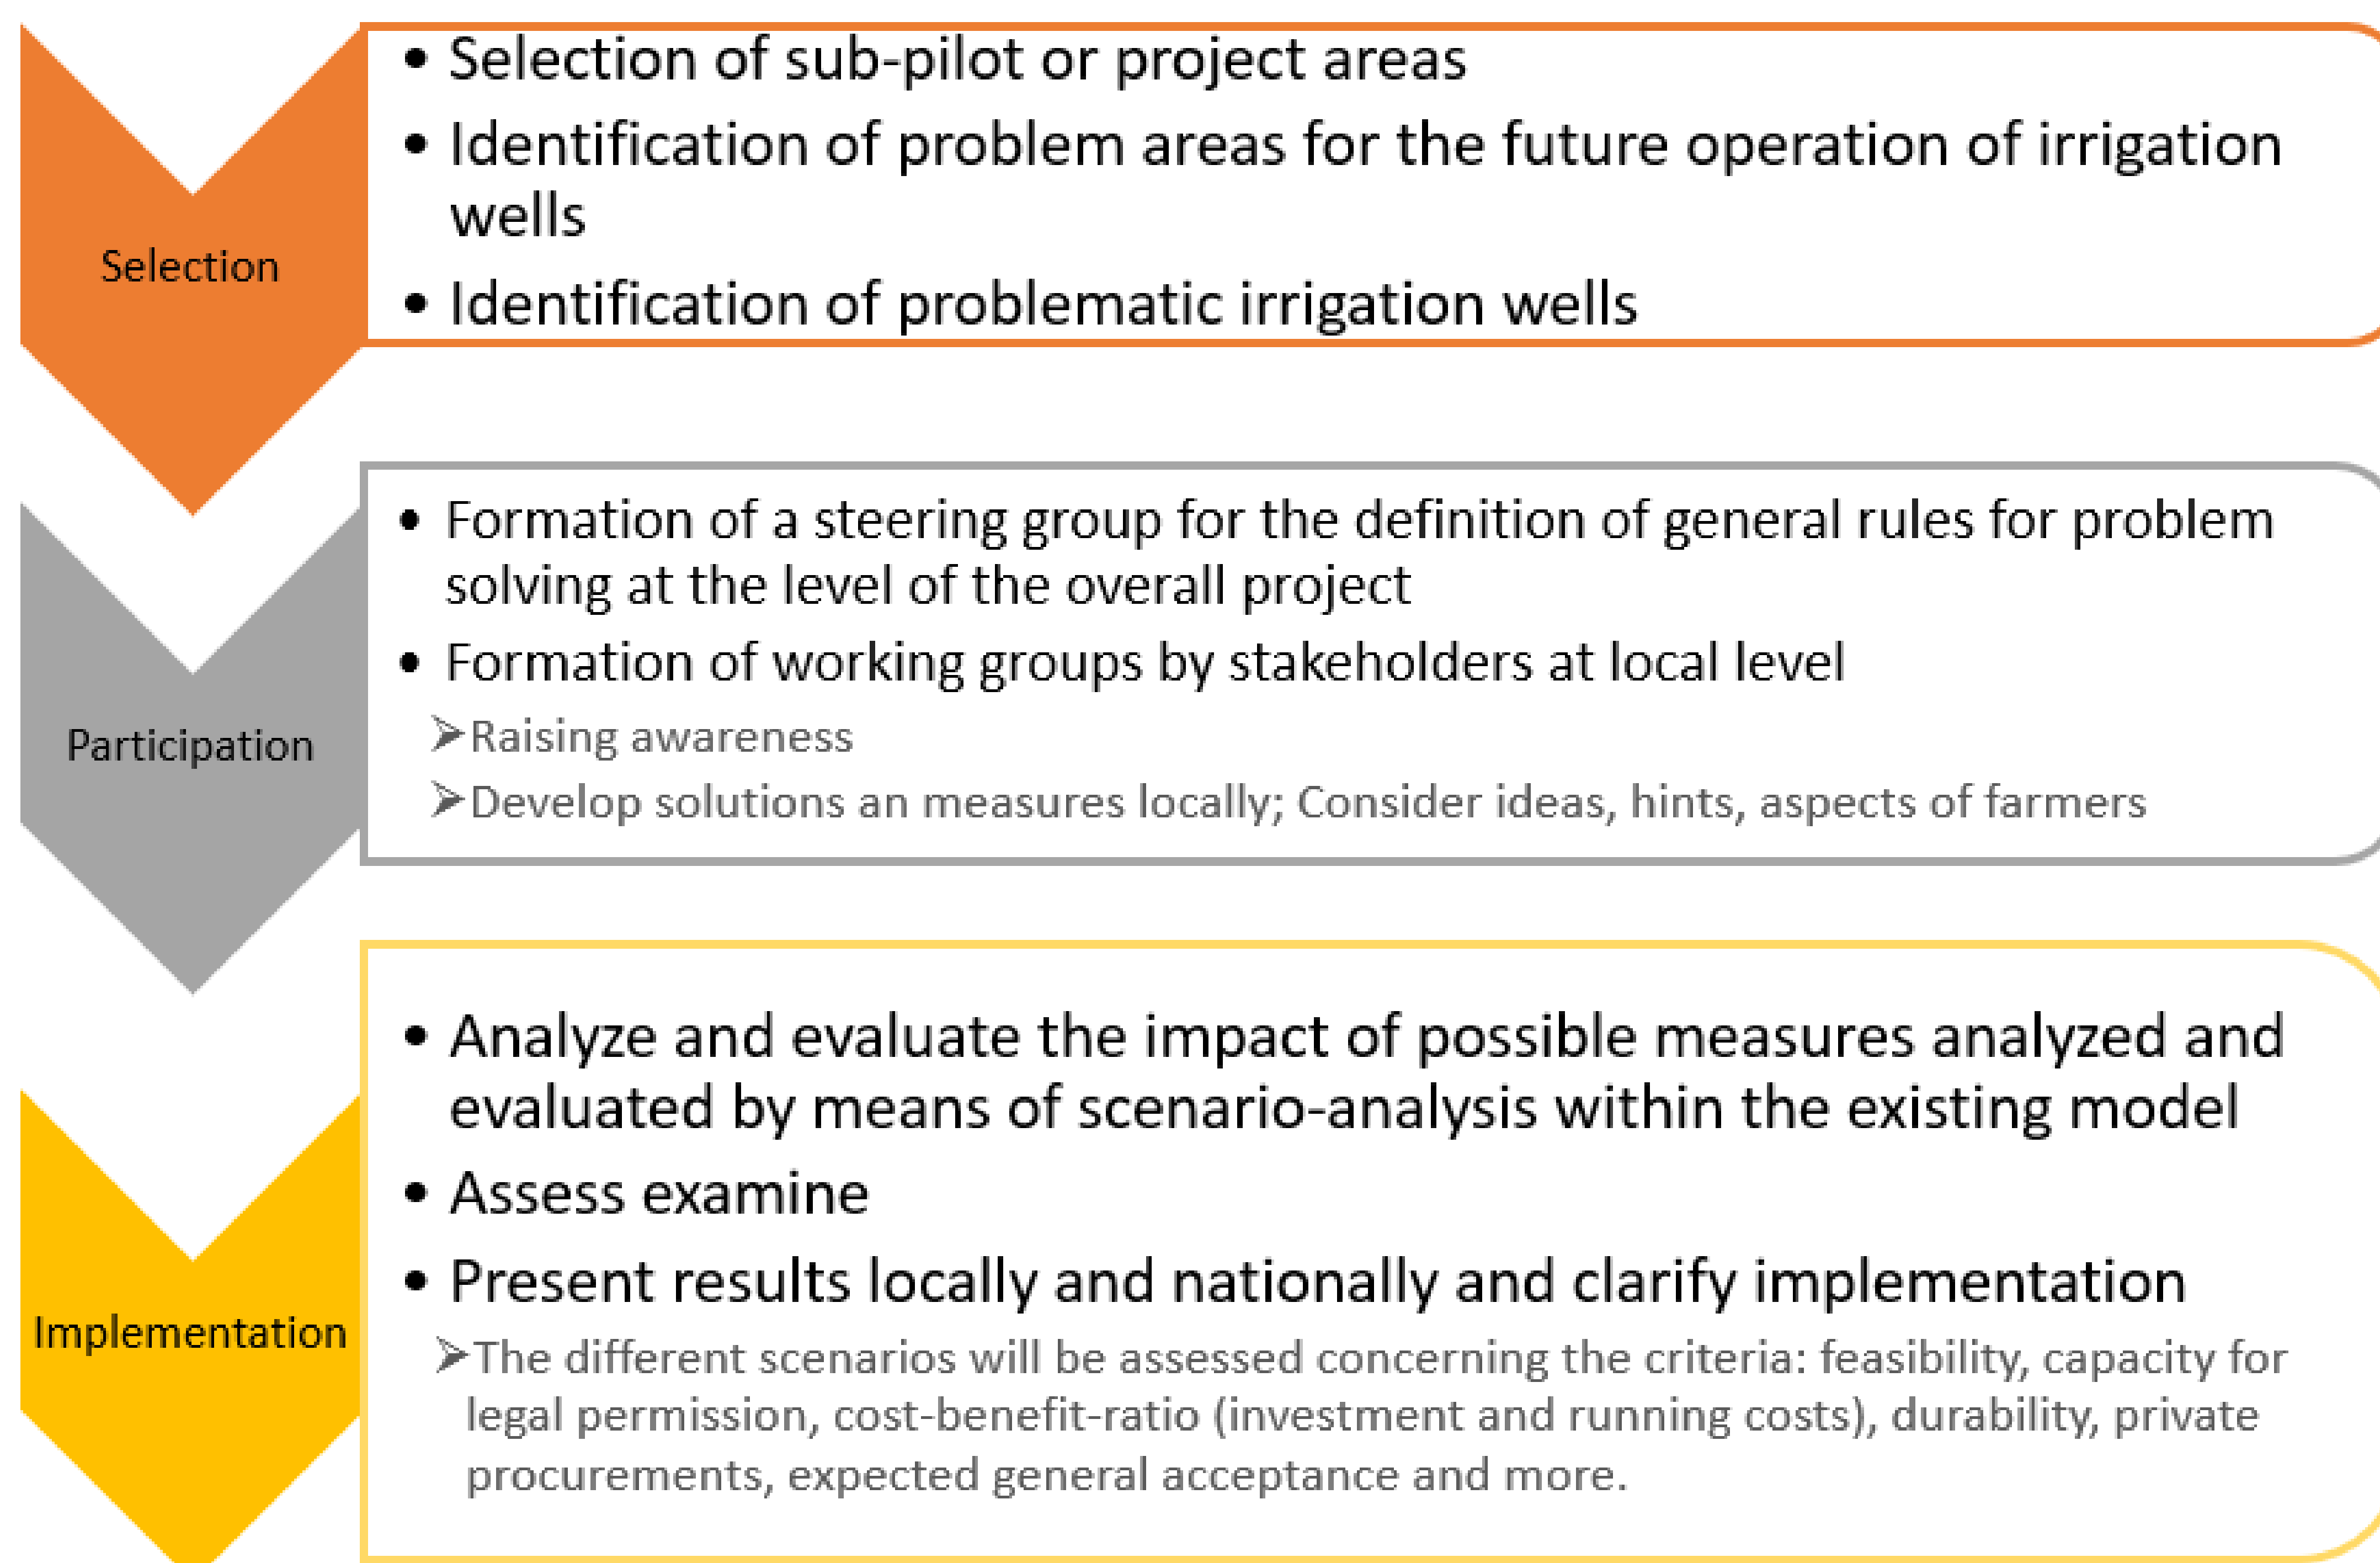 Selection
• Selection of sub-pilot or project areas
• Identification of problem areas for the future operation of irrigation
wells
• Identification of problematic irrigation wells
Participation
• Formation of a steering group for the definition of general rules for problem
solving at the level of the overall project
• Formation of working groups by stakeholders at local level
➢Raising awareness
➢Develop solutions an measures locally; Consider ideas, hints, aspects of farmers
Implementation
• Analyze and evaluate the impact of possible measures analyzed and
evaluated by means of scenario-analysis within the existing model
• Assess examine
• Present results locally and nationally and clarify implementation
➢The different scenarios will be assessed concerning the criteria: feasibility, capacity for
legal permission, cost-benefit-ratio (investment and running costs), durability, private
procurements, expected general acceptance and more.